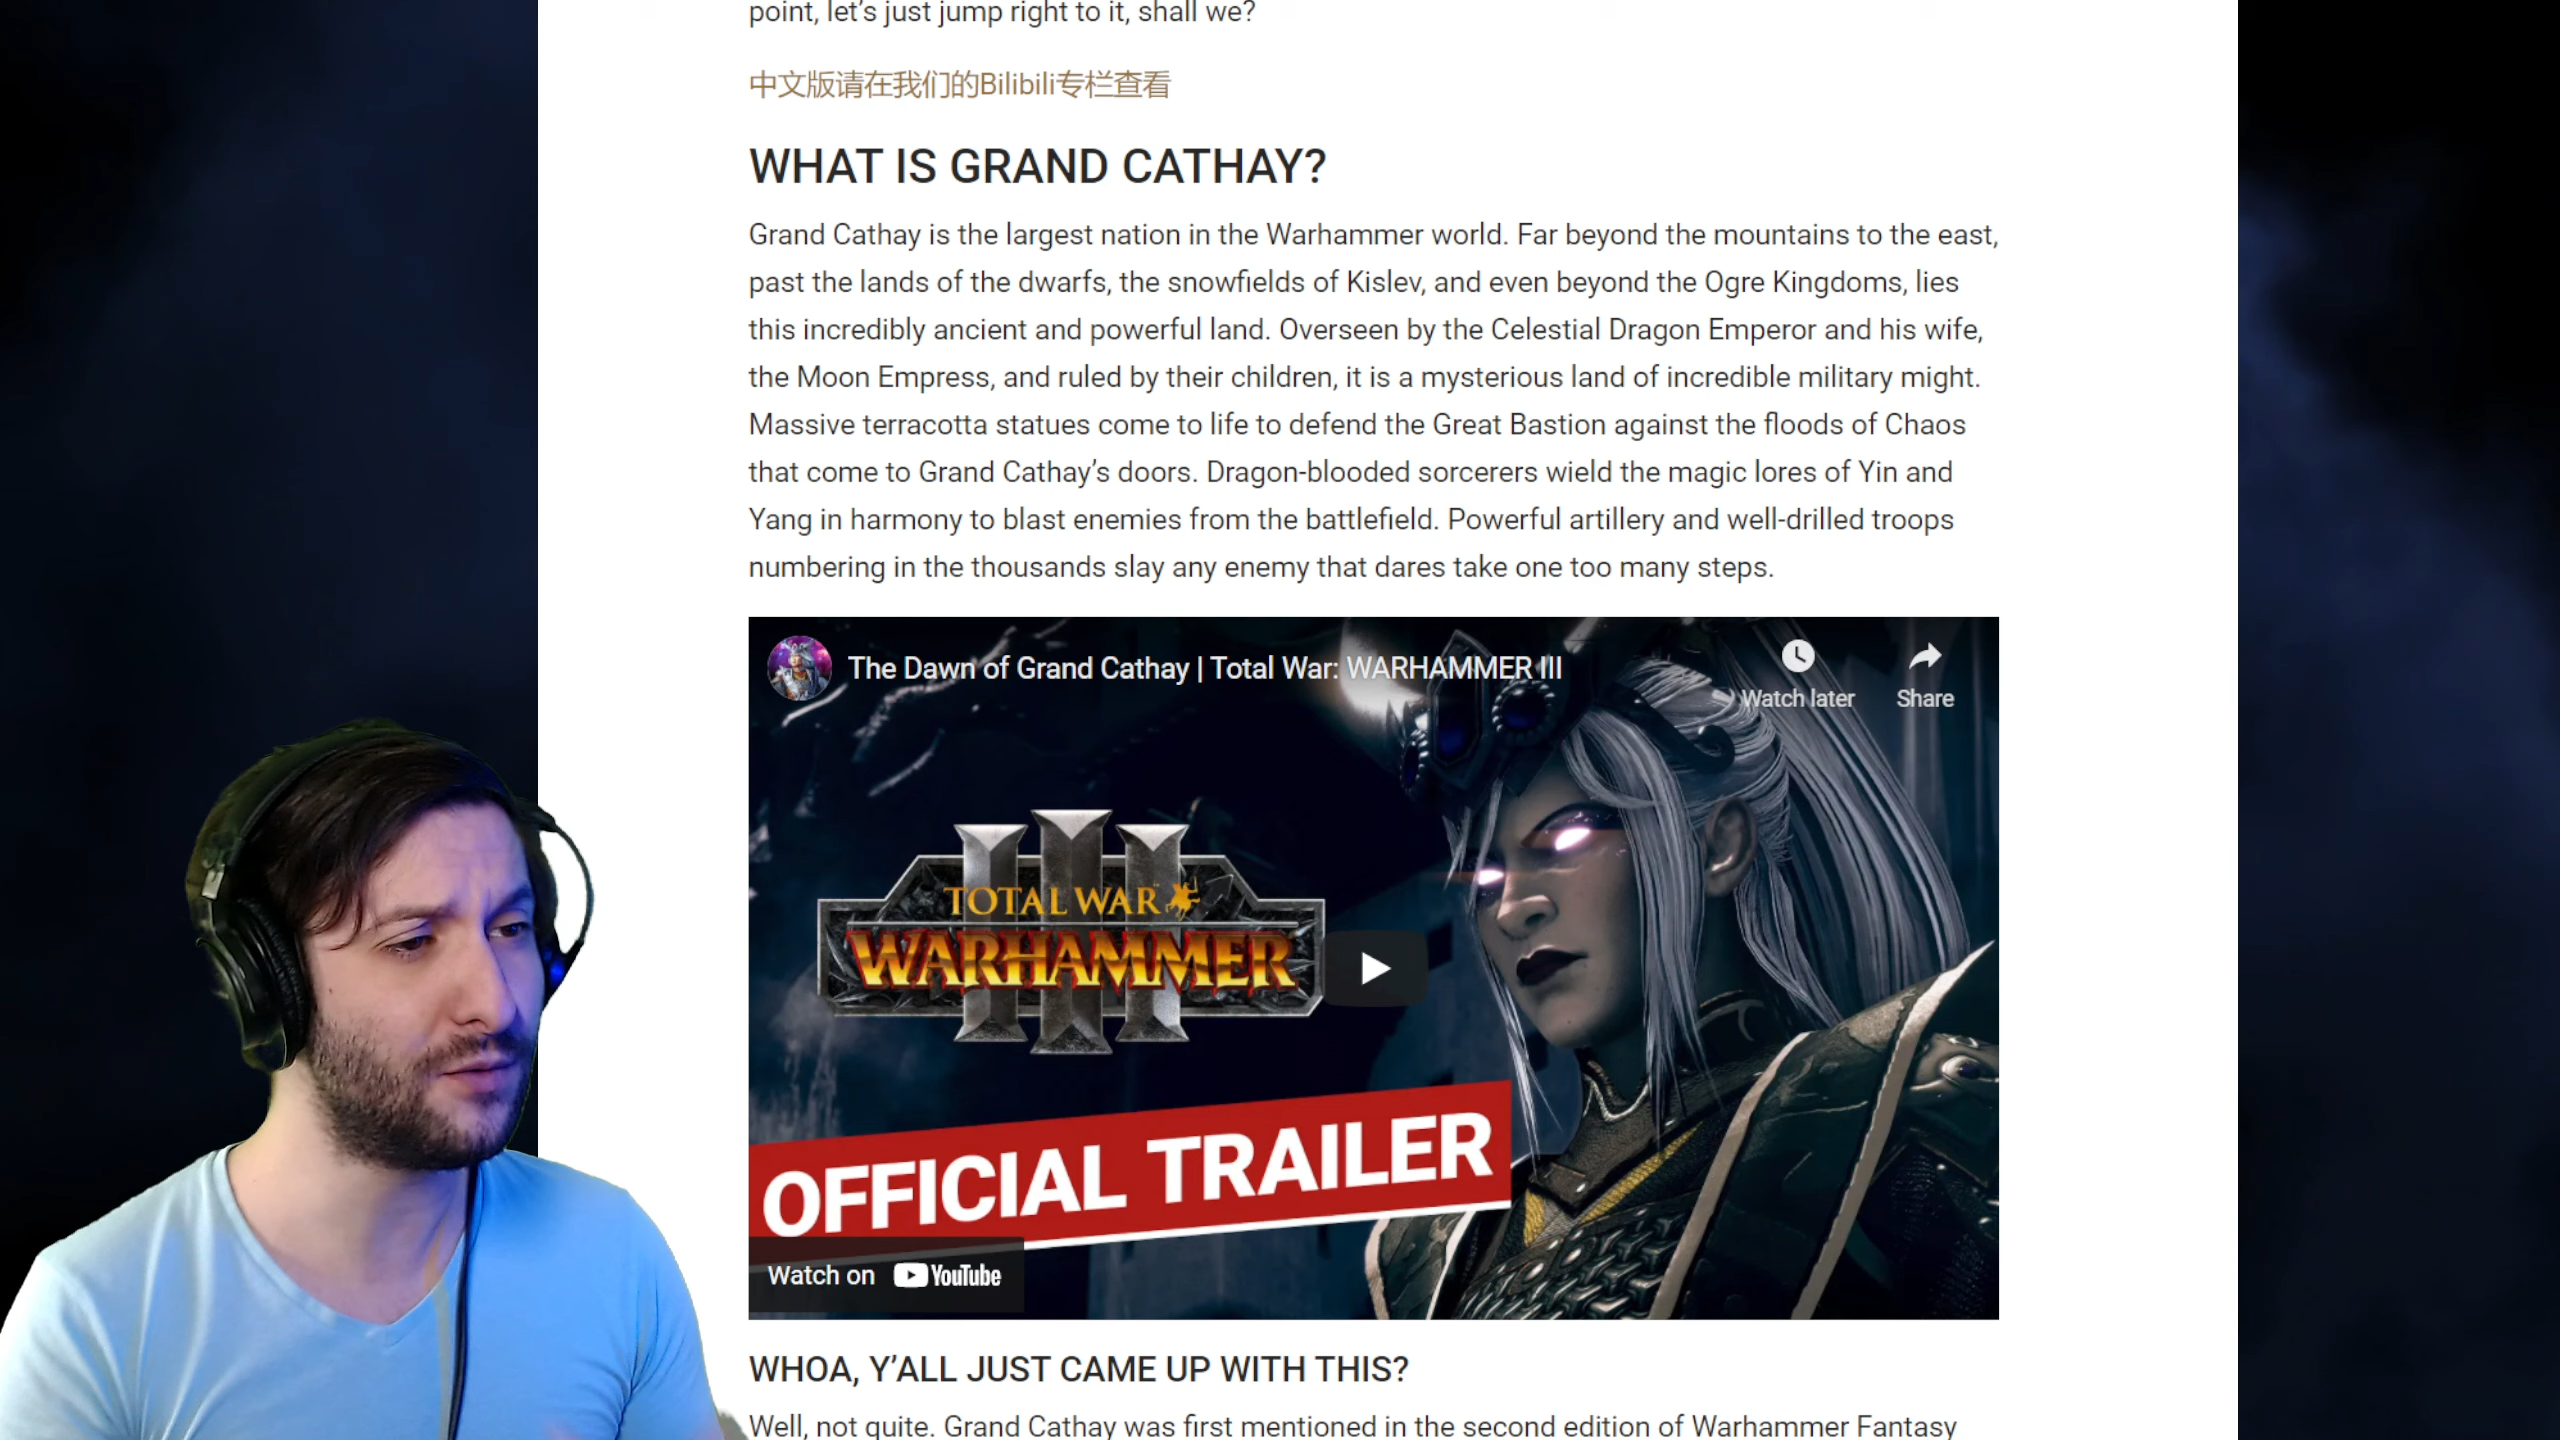 point, let’s just jump right to it, shall we?
中文版请在我们的Bilibili专栏查看
WHAT IS GRAND CATHAY?
Grand Cathay is the largest nation in the Warhammer world. Far beyond the mountains to the east,
past the lands of the dwarfs, the snowfields of Kislev, and even beyond the Ogre Kingdoms, lies
this incredibly ancient and powerful land. Overseen by the Celestial Dragon Emperor and his wife,
the Moon Empress, and ruled by their children, it is a mysterious land of incredible military might.
Massive terracotta statues come to life to defend the Great Bastion against the floods of Chaos
that come to Grand Cathay’s doors. Dragon-blooded sorcerers wield the magic lores of Yin and
Yang in harmony to blast enemies from the battlefield. Powerful artillery and well-drilled troops
numbering in the thousands slay any enemy that dares take one too many steps.
The Dawn of Grand Cathay | Total War: WARHAMMER III
Watch later
Share
III
TOTAL WAR
WARHAMMER
OFFICIAL TRAILER
Watch on YouTube
WHOA, Y’ALL JUST CAME UP WITH THIS?
Well, not quite. Grand Cathay was first mentioned in the second edition of Warhammer Fantasy